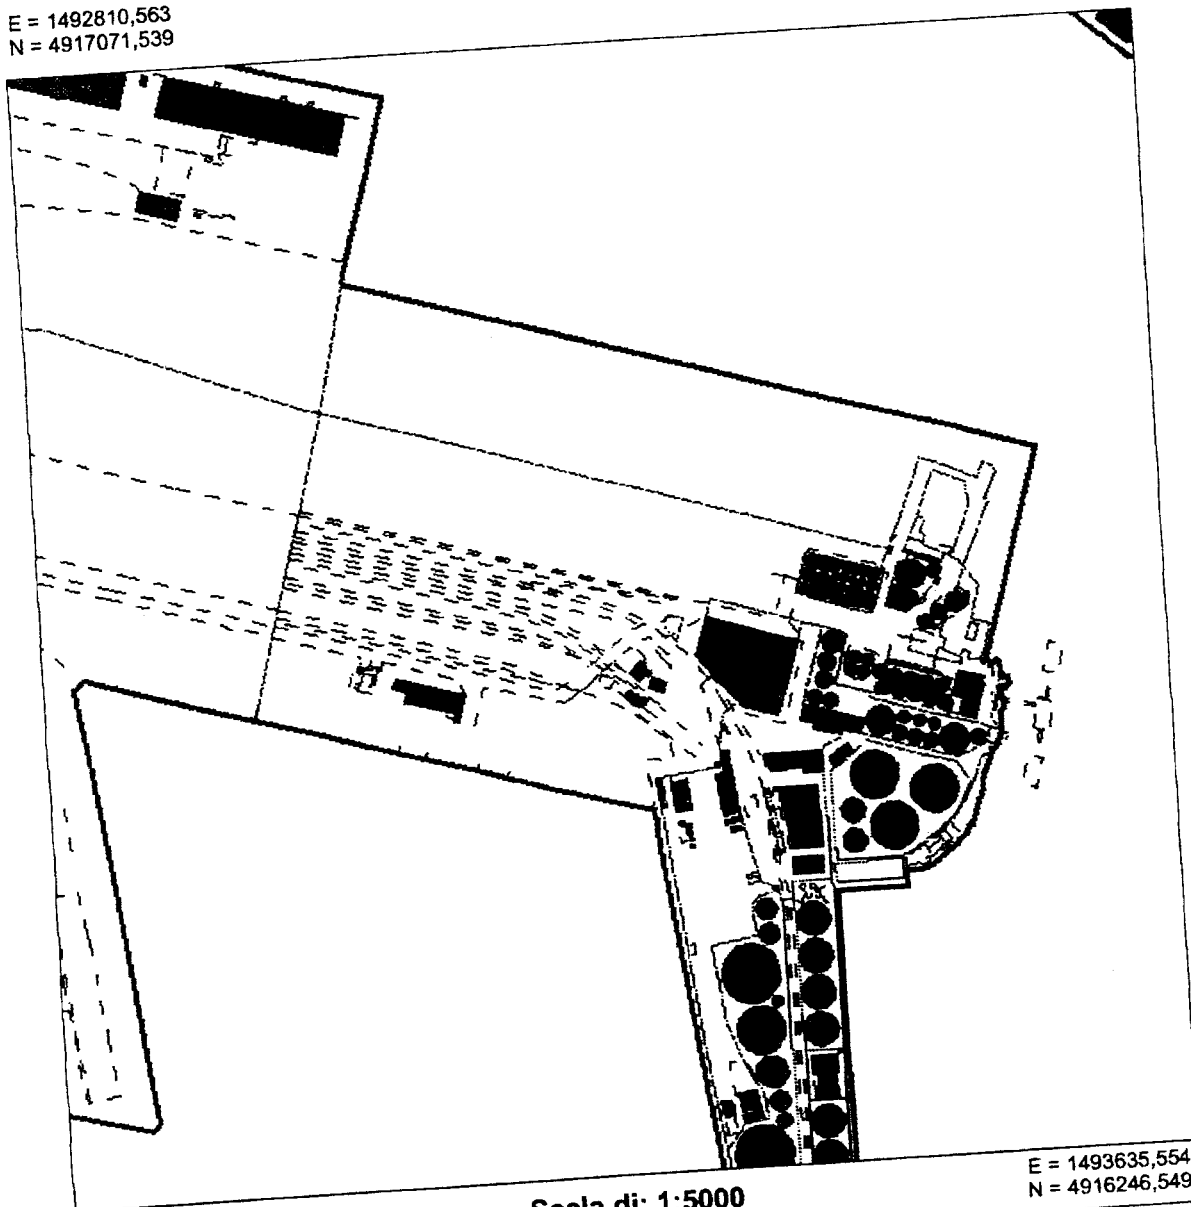 E = 1492810,563
N = 4917071,539
E = 1493635,554
N = 4916246,549
Scala di: 1:5000